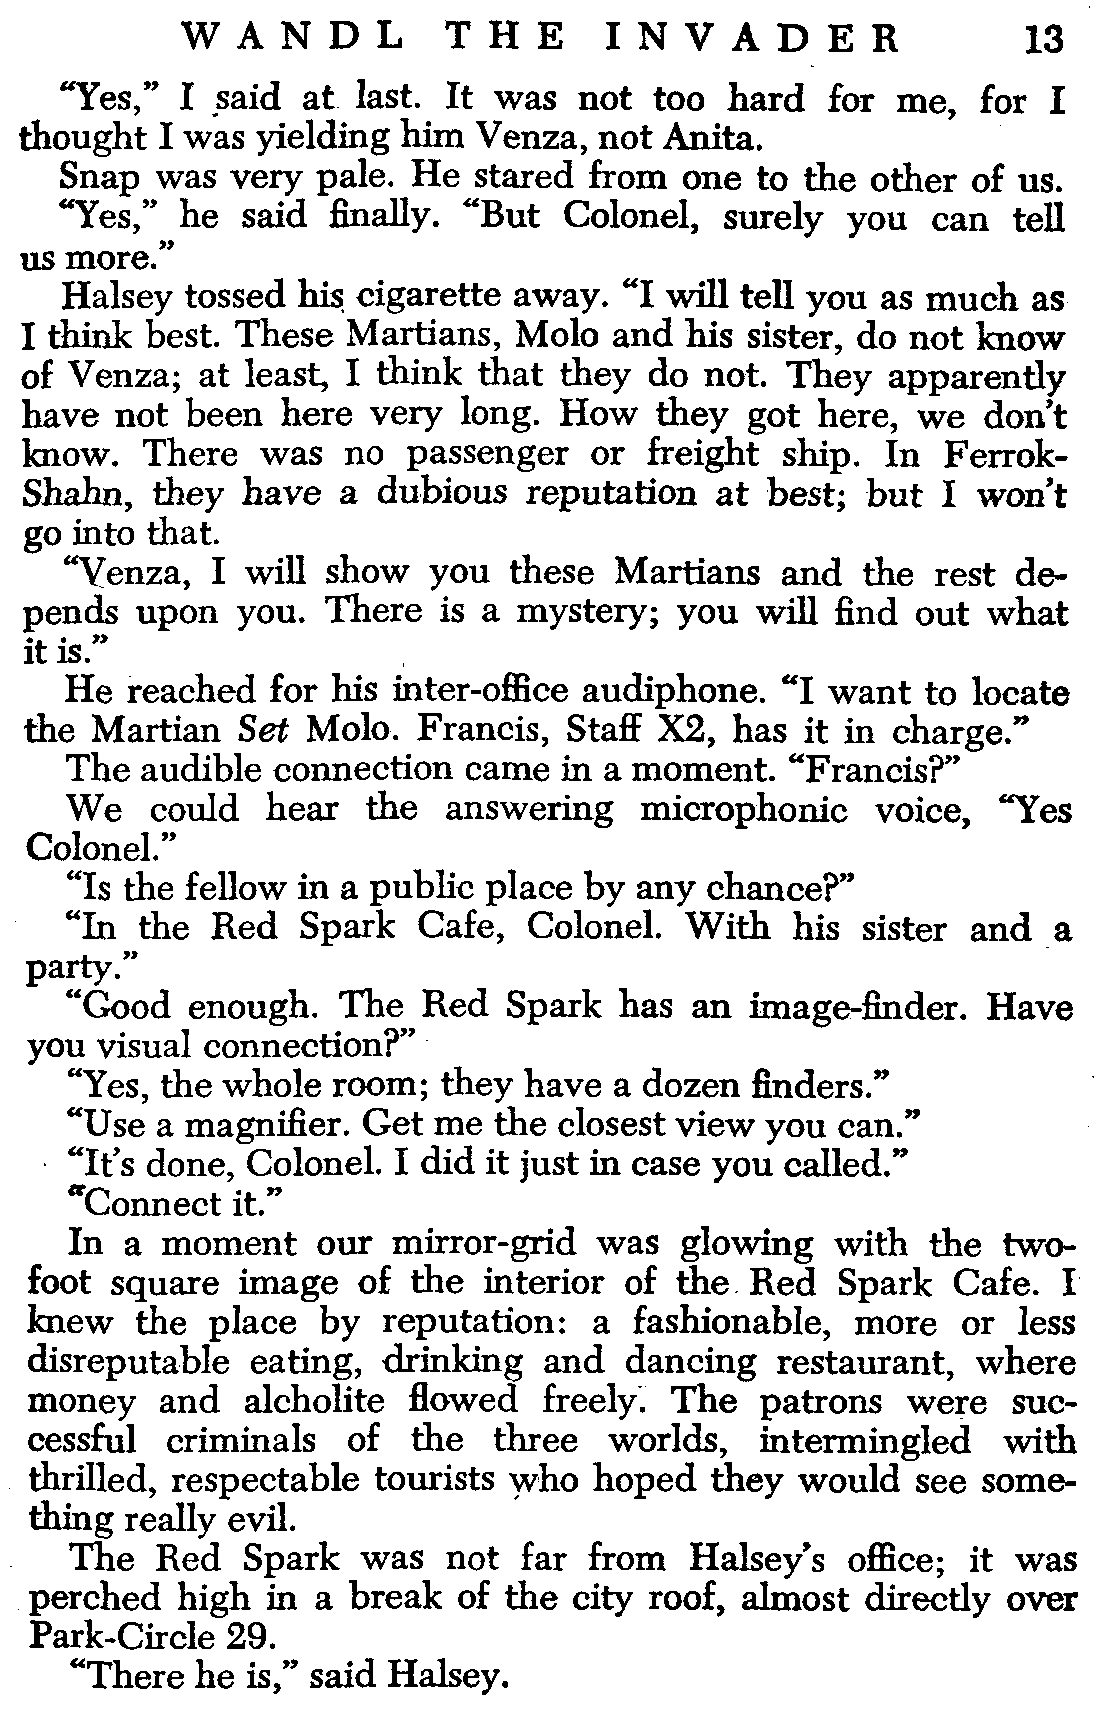 WANDL THE INVADER 13
“Yes,” I said at last. It was not too hard for me, for I
thought I was yielding him Venza, not Anita.
Snap was very pale. He stared from one to the other of us.
“Yes,” he said finally. “But Colonel, surely you can tell
us more.”
Halsey tossed his cigarette away. “I will tell you as much as
I think best. These Martians, Molo and his sister, do not know
of Venza; at least, I think that they do not. They apparently
have not been here very long. How they got here, we don’t
know. There was no passenger or freight ship. In Ferrok-
Shahn, they have a dubious reputation at best; but I won’t
go into that.
“Venza, I will show you these Martians and the rest de-
pends upon you. There is a mystery; you will find out what
it is.”
He reached for his inter-office audiphone. “I want to locate
the Martian Set Molo. Francis, Staff X2, has it in charge.”
The audible connection came in a moment. “Francis?”
We could hear the answering microphonic voice, “Yes
Colonel.”
“Is the fellow in a public place by any chance?”
“In the Red Spark Cafe, Colonel. With his sister and a
party.”
“Good enough. The Red Spark has an image-finder. Have
you visual connection?”
“Yes, the whole room; they have a dozen finders.”
“Use a magnifier. Get me the closest view you can.”
“It’s done, Colonel. I did it just in case you called.”
“Connect it.”
In a moment our mirror-grid was glowing with the two-
foot square image of the interior of the Red Spark Cafe. I
knew the place by reputation: a fashionable, more or less
disreputable eating, drinking and dancing restaurant, where
money and alcholite flowed freely. The patrons were suc-
cessful criminals of the three worlds, intermingled with
thrilled, respectable tourists who hoped they would see some-
thing really evil.
The Red Spark was not far from Halsey’s office; it was
perched high in a break of the city roof, almost directly over
Park-Circle 29.
“There he is,” said Halsey.